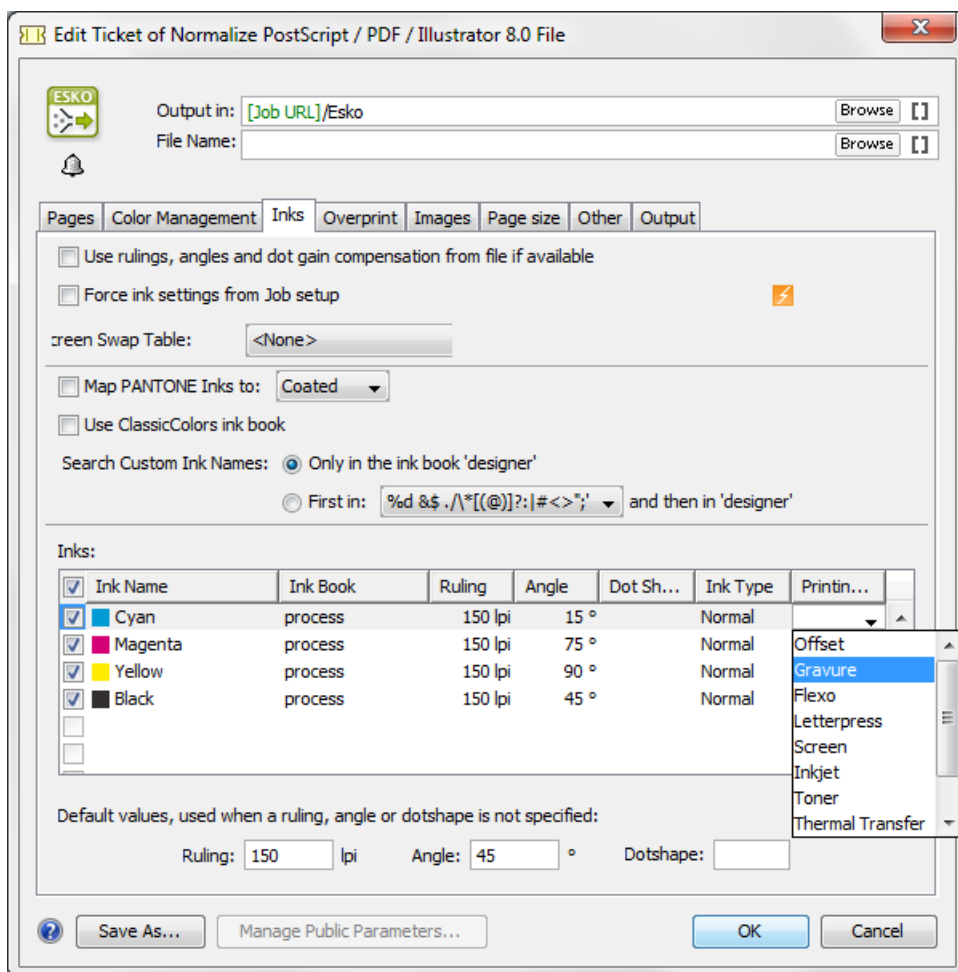 Edit Ticket of Normalize PostScript / PDF / Illustrator 8.0 File
x
ESKO
Output in: [Job URL]/Esko Browse []
File Name: Browse []
Pages Color Management Inks Overprint Images Page size Other Output
Use rulings, angles and dot gain compensation from file if available
Force ink settings from Job setup
creen Swap Table: <None>
Map PANTONE Inks to: Coated
Use ClassicColors ink book
Search Custom Ink Names: Only in the ink book 'designer'
First in: %d &$ ./\*[(@)]?:|#<>";' and then in 'designer'
Inks:
Ink Name Ink Book Ruling Angle Dot Sh... Ink Type Printin...
Cyan process 150 lpi 15 º Normal
Magenta process 150 lpi 75 º Normal Offset
Yellow process 150 lpi 90 º Normal Gravure
Black process 150 lpi 45 º Normal Flexo
Letterpress
Screen
Inkjet
Toner
Thermal Transfer
Default values, used when a ruling, angle or dotshape is not specified:
Ruling: 150 lpi Angle: 45 º Dotshape:
? Save As... Manage Public Parameters... OK Cancel